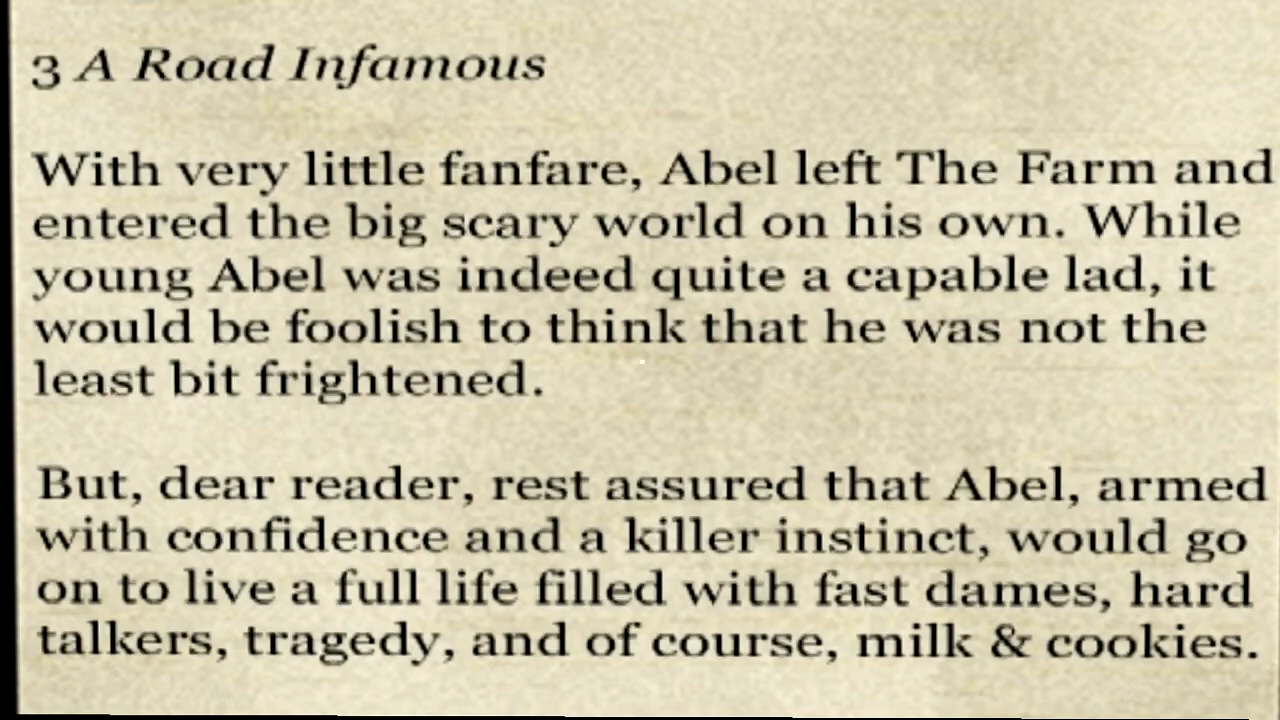 3 A Road Infamous
With very little fanfare, Abel left The Farm and
entered the big scary world on his own. While
young Abel was indeed quite a capable lad, it
would be foolish to think that he was not the
least bit frightened.
But, dear reader, rest assured that Abel, armed
with confidence and a killer instinct, would go
on to live a full life filled with fast dames, hard
talkers, tragedy, and of course, milk & cookies.